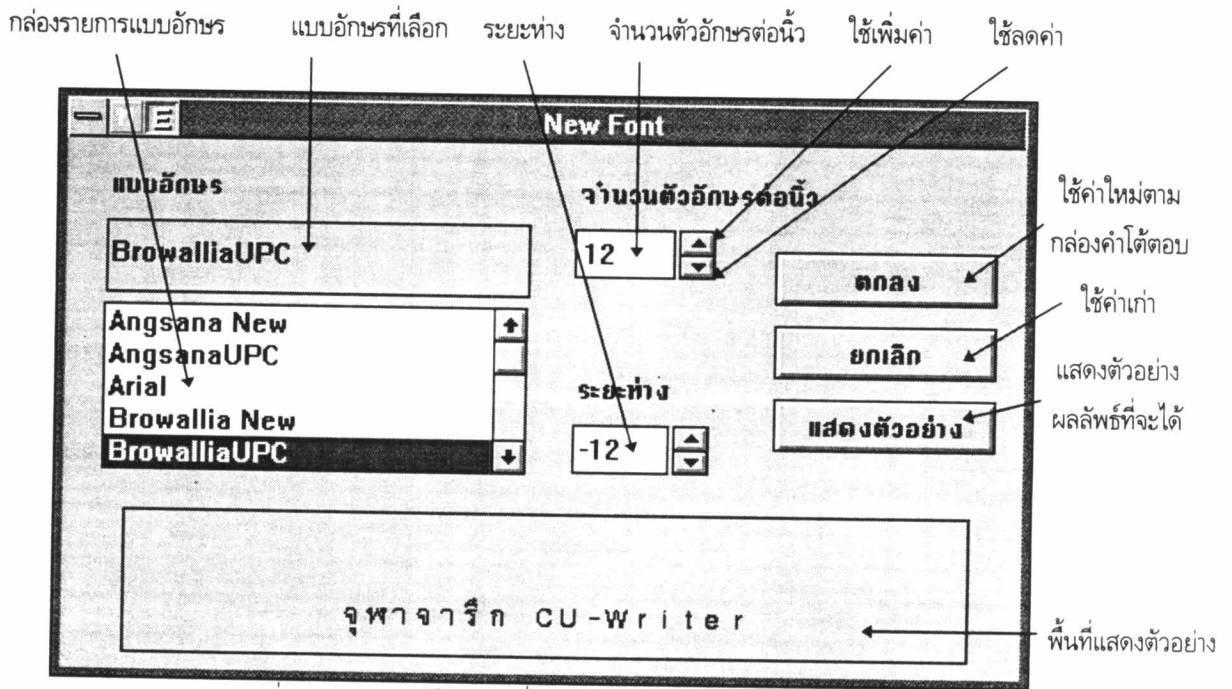 กล่องรายการแบบอักษร แบบอักษรที่เลือก ระยะห่าง จำนวนตัวอักษรต่อนิ้ว ใช้เพิ่มค่า ใช้ลดค่า
New Font
แบบอักษร
จำนวนตัวอักษรต่อนิ้ว
BrowalliaUPC
12
Angsana New
AngsanaUPC
Arial
Browallia New
BrowalliaUPC
ระยะห่าง
-12
ตกลง
ยกเลิก
แสดงตัวอย่าง
ใช้ค่าใหม่ตาม
กล่องคำโต้ตอบ
ใช้ค่าเก่า
แสดงตัวอย่าง
ผลลัพธ์ที่จะได้
จุฬาจารึก CU-Writer
พื้นที่แสดงตัวอย่าง